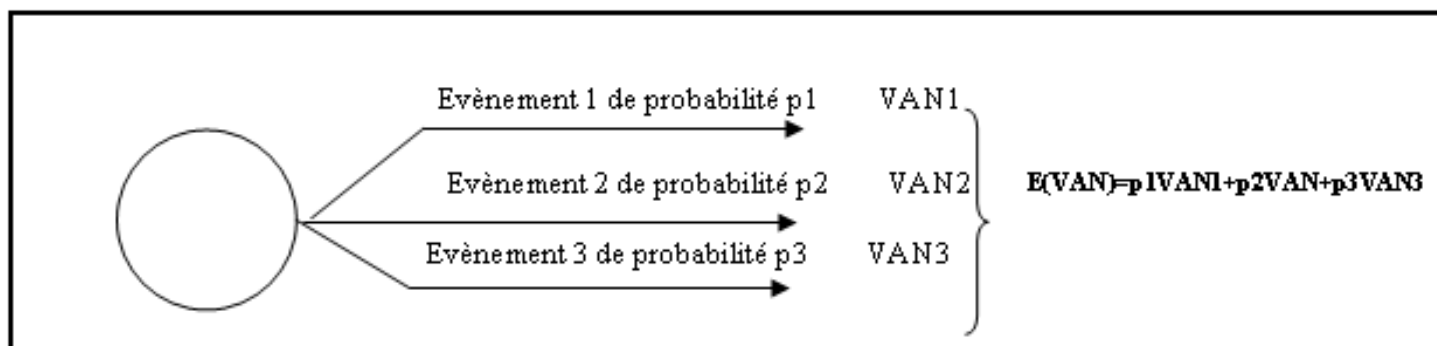 Evènement 1 de probabilité p1 VAN1
Evènement 2 de probabilité p2 VAN2 E(VAN)=p1VAN1+p2VAN+p3VAN3
Evènement 3 de probabilité p3 VAN3